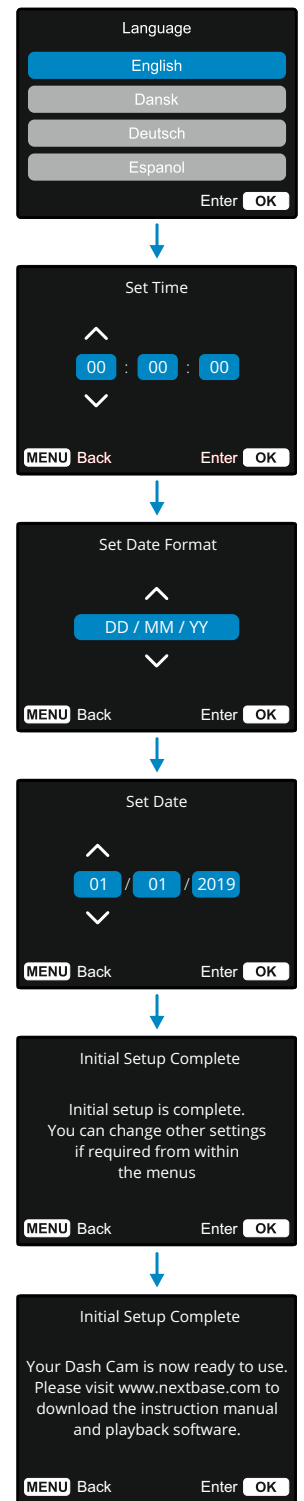 Language
English
Dansk
Deutsch
Espanol
Enter OK
Set Time
00 : 00 : 00
MENU Back Enter OK
Set Date Format
DD / MM / YY
MENU Back Enter OK
Set Date
01 / 01 / 2019
MENU Back Enter OK
Initial Setup Complete
Initial setup is complete.
You can change other settings
if required from within
the menus
MENU Back Enter OK
Initial Setup Complete
Your Dash Cam is now ready to use.
Please visit www.nextbase.com to
download the instruction manual
and playback software.
MENU Back Enter OK